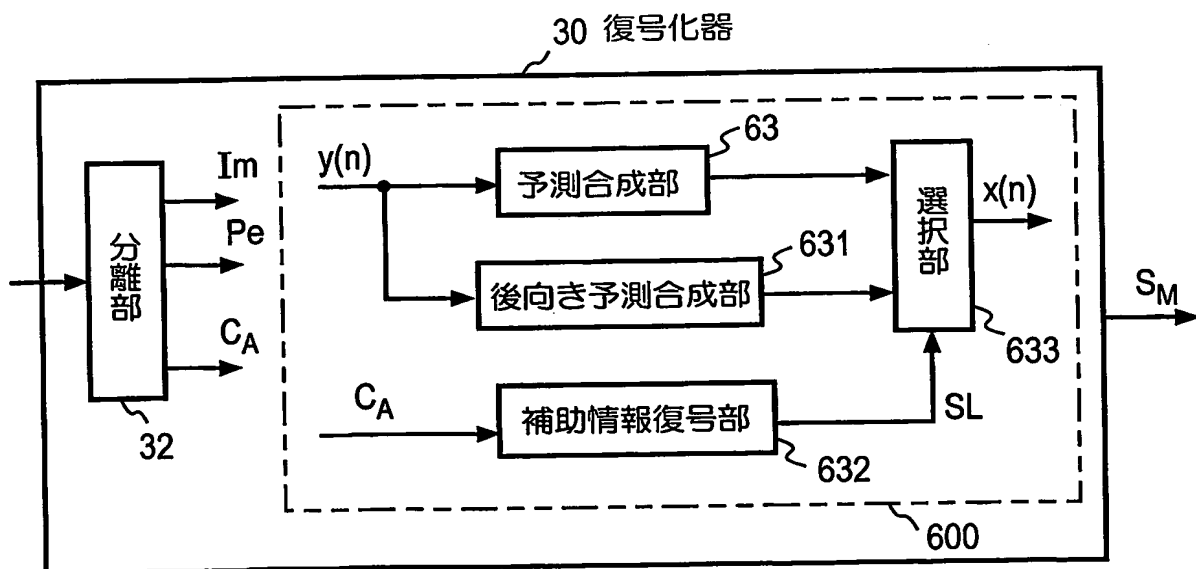 30 復号化器
63
Im
y(n)
予測合成部
Pe
x(n)
選択部
分離部
631
後向き予測合成部
S_M
C_A
633
C_A
補助情報復号部
SL
32
632
600